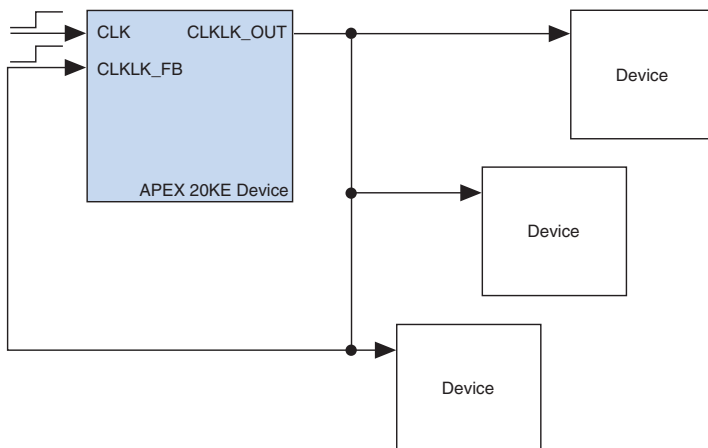 CLK CLKLK_OUT
CLKLK_FB
APEX 20KE Device
Device
Device
Device